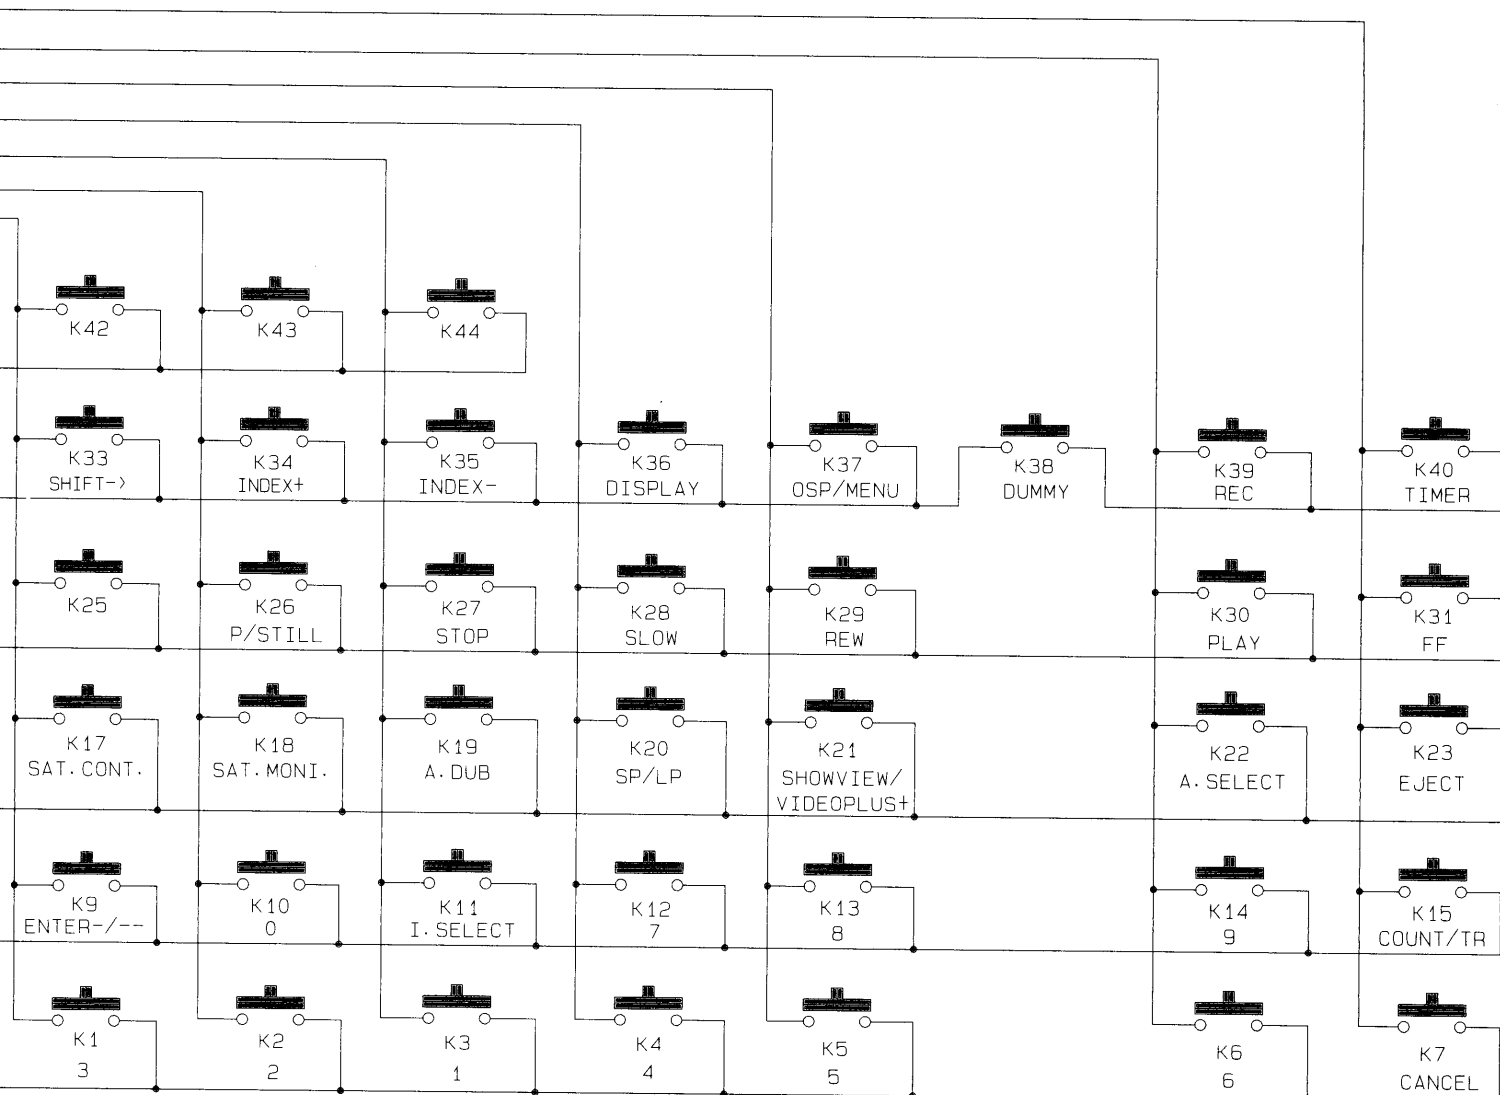 K42
K43
K44
K33
SHIFT->
K34
INDEX+
K35
INDEX-
K36
DISPLAY
K37
OSP/MENU
K38
DUMMY
K39
REC
K40
TIMER
K25
K26
P/STILL
K27
STOP
K28
SLOW
K29
REW
K30
PLAY
K31
FF
K17
SAT.CONT.
K18
SAT.MONI.
K19
A.DUB
K20
SP/LP
K21
SHOWVIEW/
VIDEOPLUS+
K22
A.SELECT
K23
EJECT
K9
ENTER-/--
K10
0
K11
I.SELECT
K12
7
K13
8
K14
9
K15
COUNT/TR
K1
3
K2
2
K3
1
K4
4
K5
5
K6
6
K7
CANCEL